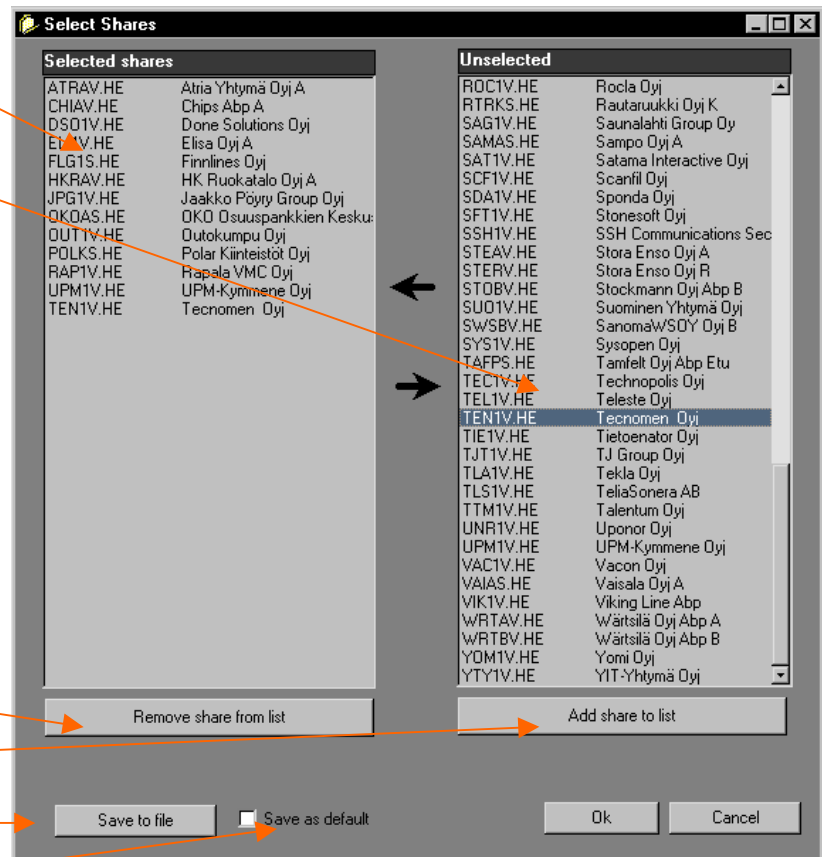 Select Shares
Selected shares
ATRAV.HE Atria Yhtymä Oyj A
CHIAV.HE Chips Abp A
DSO1V.HE Done Solutions Oyj
Elisa Oyj A
FLG1S.HE Finnlines Oyj
HKRAV.HE HK Ruokatalo Oyj A
JPG1V.HE Jaakko Pöyry Group Oyj
OKOAS.HE OKO Osuuspankkien Kesku:
OUT1V.HE Outokumpu Oyj
POLKS.HE Polar Kiinteistöt Oyj
RAP1V.HE Rapala VMC Oyj
UPM1V.HE UPM-Kymmene Oyj
TEN1V.HE Tecnomen Oyj
Remove share from list
Unselected
ROC1V.HE Rocla Oyj
RTRKS.HE Rautaruukki Oyj K
SAG1V.HE Saunalahti Group Oy
SAMAS.HE Sampo Oyj A
SAT1V.HE Satama Interactive Oyj
SCF1V.HE Scanfil Oyj
SDA1V.HE Sponda Oyj
SFT1V.HE Stonesoft Oyj
SSH1V.HE SSH Communications Sec
STEAV.HE Stora Enso Oyj A
STERV.HE Stora Enso Oyj R
STOBV.HE Stockmann Oyj Abp B
SUO1V.HE Suominen Yhtymä Oyj
SWSBV.HE SanomaWSOY Oyj B
SYS1V.HE Sysopen Oyj
TAFPS.HE Tamfelt Oyj Abp Etu
TEC1V.HE Technopolis Oyj
TEL1V.HE Teleste Oyj
TEN1V.HE Tecnomen Oyj
TIE1V.HE Tietoenator Oyj
TJT1V.HE TJ Group Oyj
TLA1V.HE Tekla Oyj
TLS1V.HE TeliaSonera AB
TTM1V.HE Talentum Oyj
UNR1V.HE Uponor Oyj
UPM1V.HE UPM-Kymmene Oyj
VAC1V.HE Vacon Oyj
VAIAS.HE Vaisala Oyj A
VIK1V.HE Viking Line Abp
WRTAV.HE Wärtsilä Oyj Abp A
WRTBV.HE Wärtsilä Oyj Abp B
YOM1V.HE Yomi Oyj
YTY1V.HE YIT-Yhtymä Oyj
Add share to list
Save to file Save as default Ok Cancel